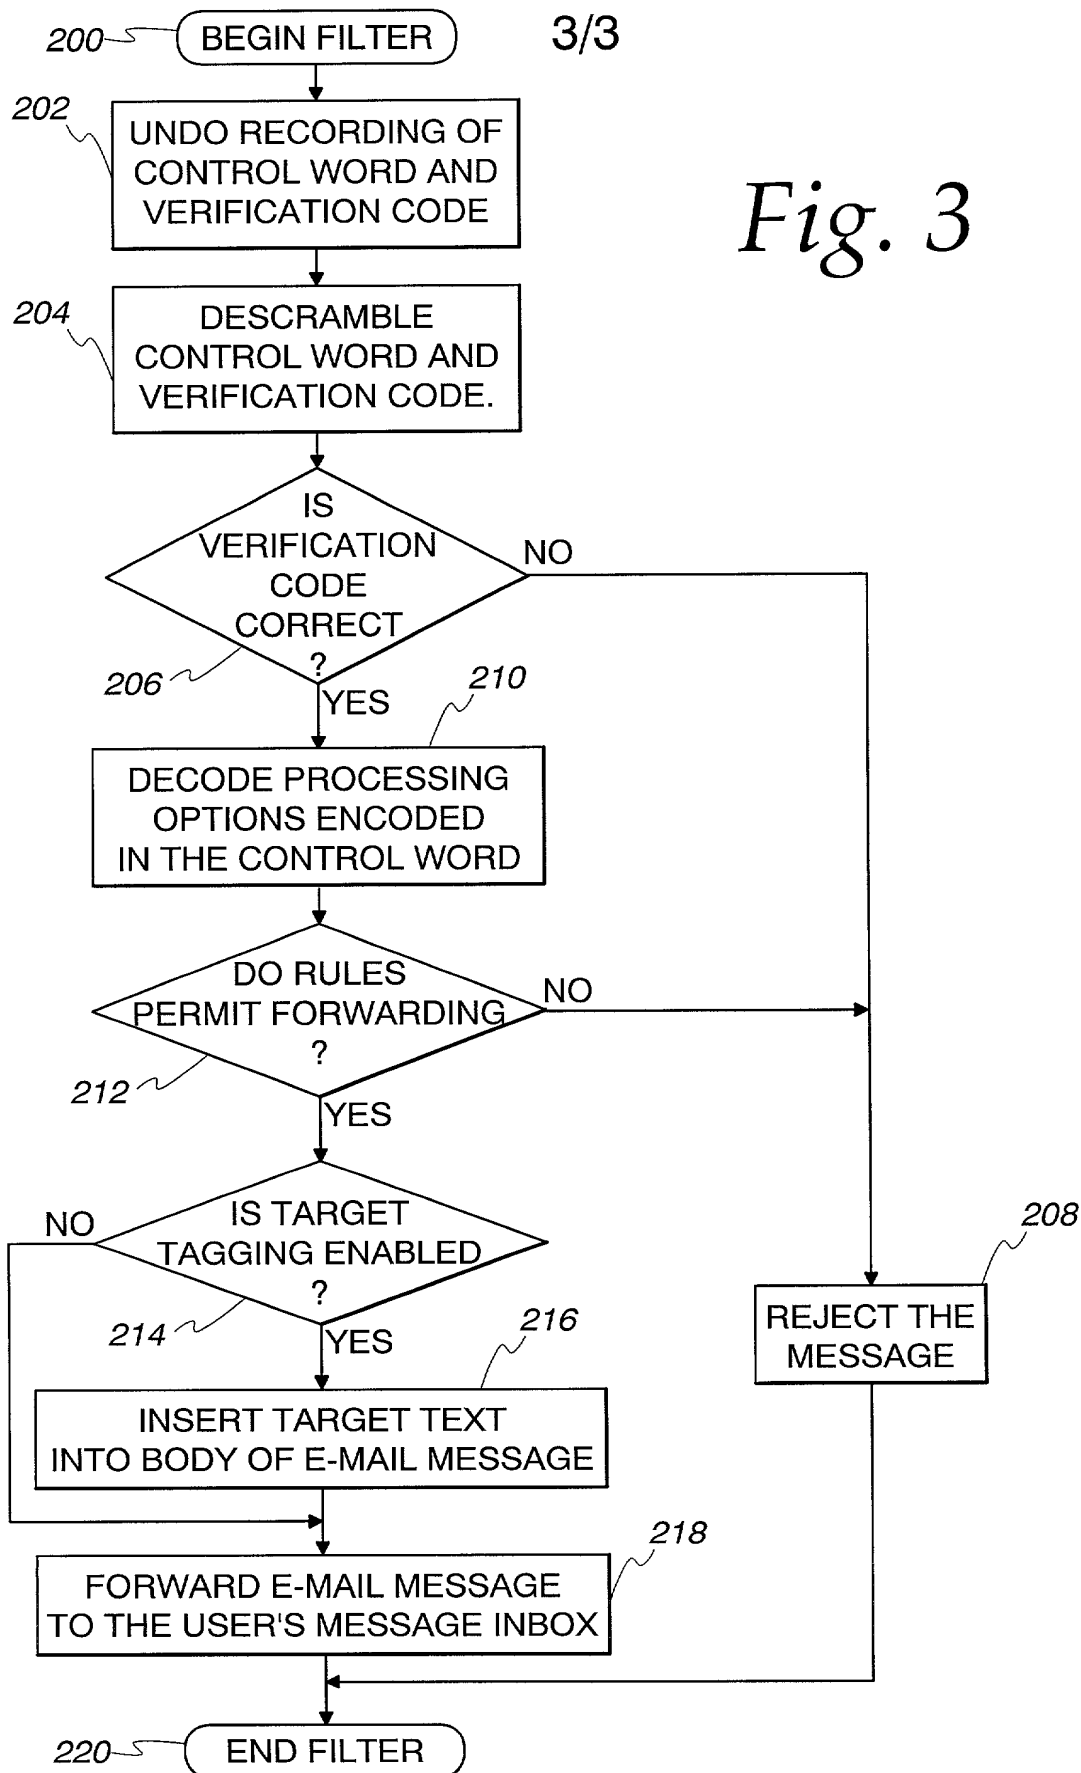 200
BEGIN FILTER
3/3
202
UNDO RECORDING OF
CONTROL WORD AND
VERIFICATION CODE
Fig. 3
204
DESCRAMBLE
CONTROL WORD AND
VERIFICATION CODE.
IS
VERIFICATION
CODE
CORRECT
?
NO
206
YES
210
DECODE PROCESSING
OPTIONS ENCODED
IN THE CONTROL WORD
DO RULES
PERMIT FORWARDING
?
NO
212
YES
NO
IS TARGET
TAGGING ENABLED
?
208
214
YES
216
REJECT THE
MESSAGE
INSERT TARGET TEXT
INTO BODY OF E-MAIL MESSAGE
218
FORWARD E-MAIL MESSAGE
TO THE USER'S MESSAGE INBOX
220
END FILTER